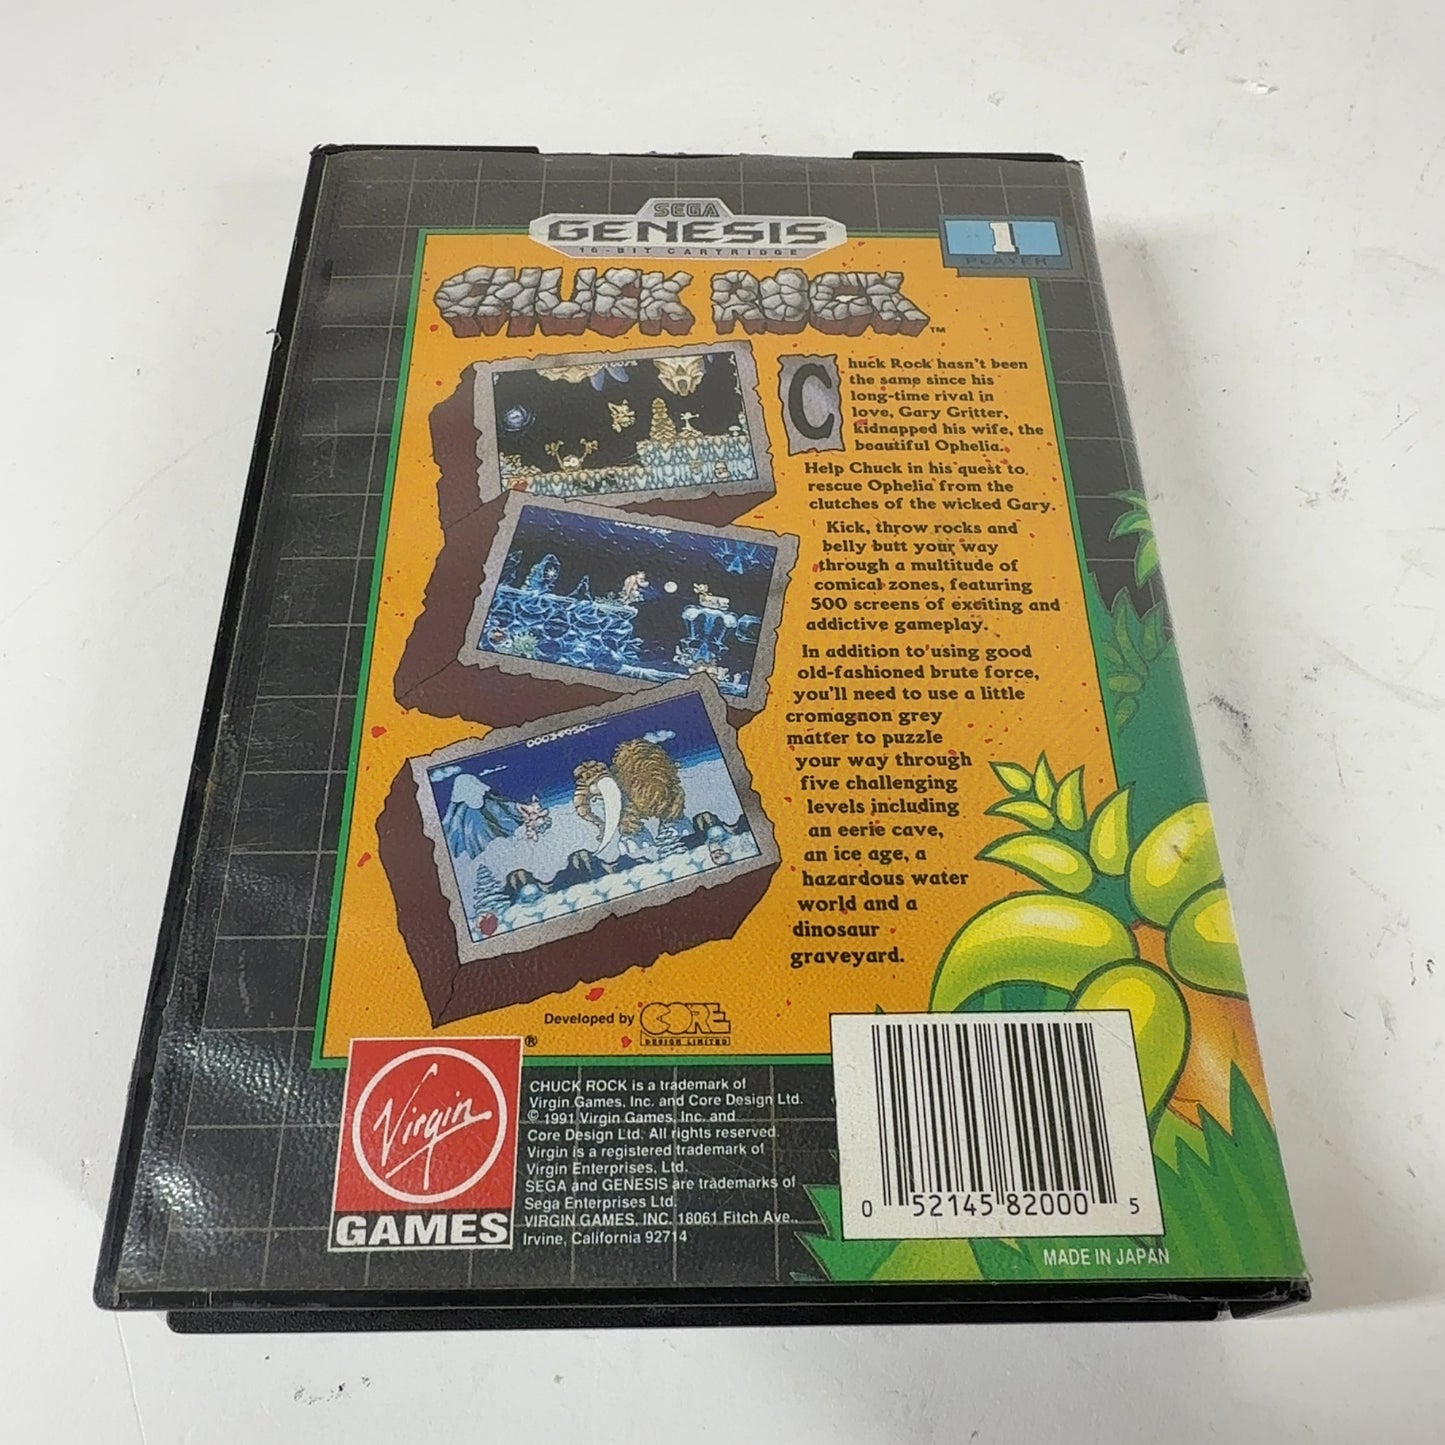 SEGA
GENESIS
16-BIT CARTRIDGE
1
PLAYER
CHUCK ROCK™
Chuck Rock hasn't been
the same since his
long-time rival in
love, Gary Gritter,
kidnapped his wife, the
beautiful Ophelia.
Help Chuck in his quest to
rescue Ophelia from the
clutches of the wicked Gary.
Kick, throw rocks and
belly butt your way
through a multitude of
comical zones, featuring
500 screens of exciting and
addictive gameplay.
In addition to using good
old-fashioned brute force,
you'll need to use a little
cromagnon grey
matter to puzzle
your way through
five challenging
levels including
an eerie cave,
an ice age, a
hazardous water
world and a
dinosaur
graveyard.
Developed by CORE
DESIGN LIMITED
Virgin®
GAMES
CHUCK ROCK is a trademark of
Virgin Games, Inc. and Core Design Ltd.
© 1991 Virgin Games, Inc. and
Core Design Ltd. All rights reserved.
Virgin is a registered trademark of
Virgin Enterprises, Ltd.
SEGA and GENESIS are trademarks of
Sega Enterprises Ltd.
VIRGIN GAMES, INC. 18061 Fitch Ave.,
Irvine, California 92714
0 52145 82000 5
MADE IN JAPAN